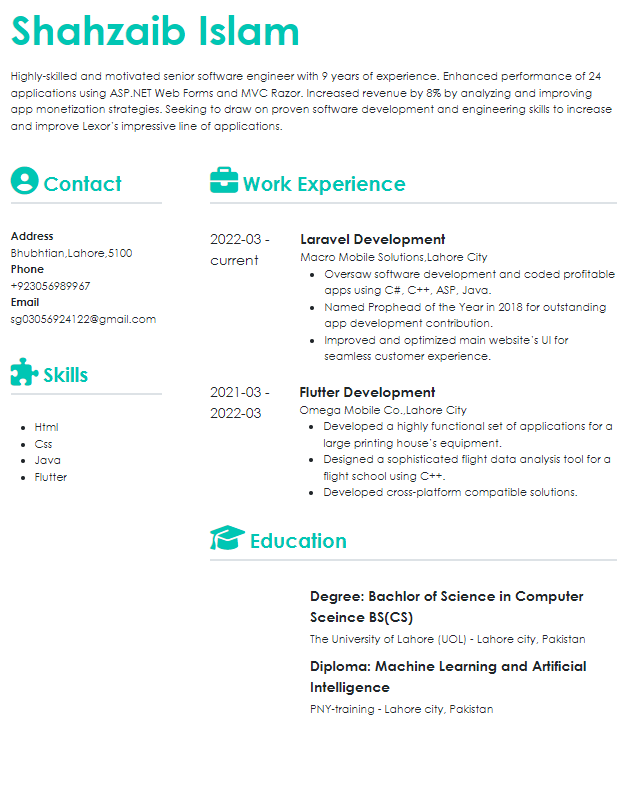 Shahzaib Islam
Highly-skilled and motivated senior software engineer with 9 years of experience. Enhanced performance of 24
applications using ASP.NET Web Forms and MVC Razor. Increased revenue by 8% by analyzing and improving
app monetization strategies. Seeking to draw on proven software development and engineering skills to increase
and improve Lexor's impressive line of applications.
Contact
Address
Bhubhtian,Lahore,5100
Phone
+923056989967
Email
sg03056924122@gmail.com
Skills
Html
Css
Java
Flutter
Work Experience
2022-03 -
current
Laravel Development
Macro Mobile Solutions,Lahore City
Oversaw software development and coded profitable
apps using C#, C++, ASP, Java.
Named Prophead of the Year in 2018 for outstanding
app development contribution.
Improved and optimized main website's UI for
seamless customer experience.
2021-03 -
2022-03
Flutter Development
Omega Mobile Co.,Lahore City
Developed a highly functional set of applications for a
large printing house's equipment.
Designed a sophisticated flight data analysis tool for a
flight school using C++.
Developed cross-platform compatible solutions.
Education
Degree: Bachlor of Science in Computer
Sceince BS(CS)
The University of Lahore (UOL) - Lahore city, Pakistan
Diploma: Machine Learning and Artificial
Intelligence
PNY-training - Lahore city, Pakistan